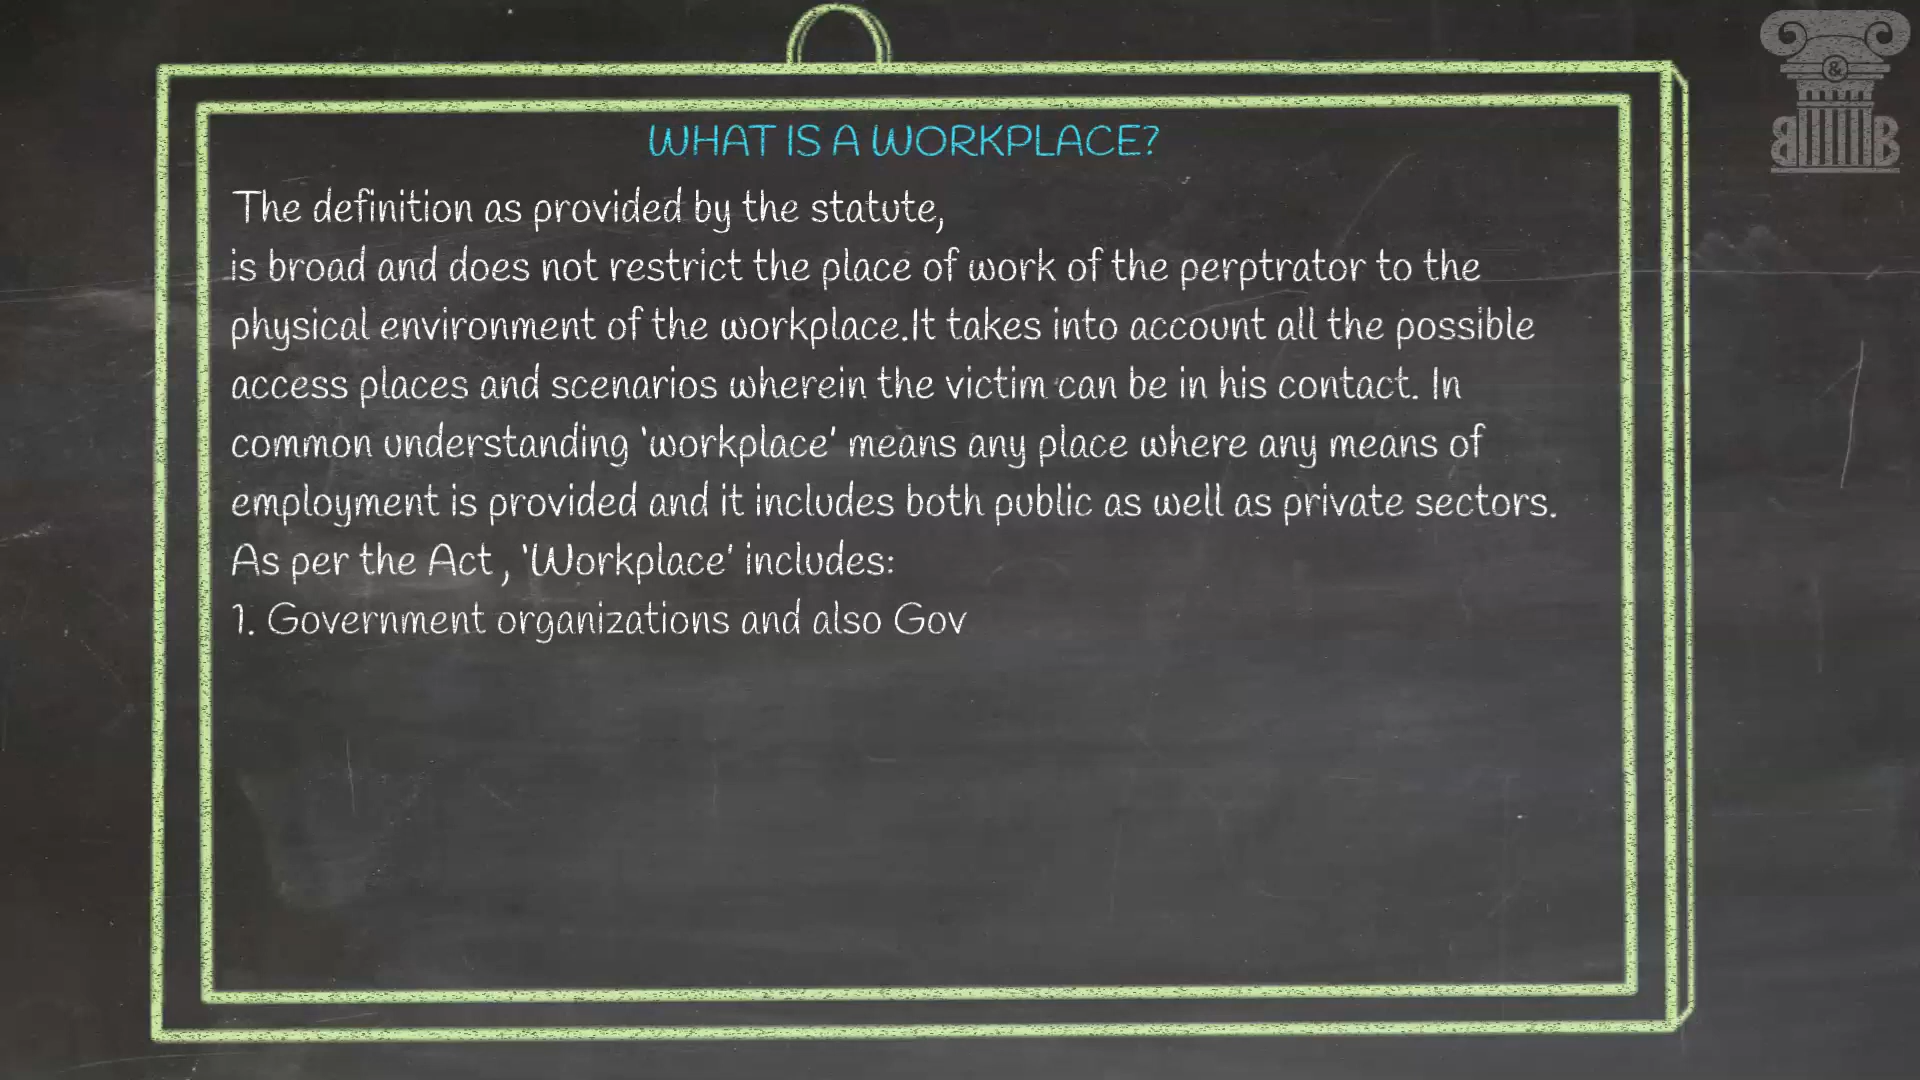 WHAT IS A WORKPLACE?
The definition as provided by the statute,
is broad and does not restrict the place of work of the perptrator to the
physical environment of the workplace.It takes into account all the possible
access places and scenarios wherein the victim can be in his contact. In
common understanding 'workplace' means any place where any means of
employment is provided and it includes both public as well as private sectors.
As per the Act , 'Workplace' includes:
1. Government organizations and also Gov
&
B B